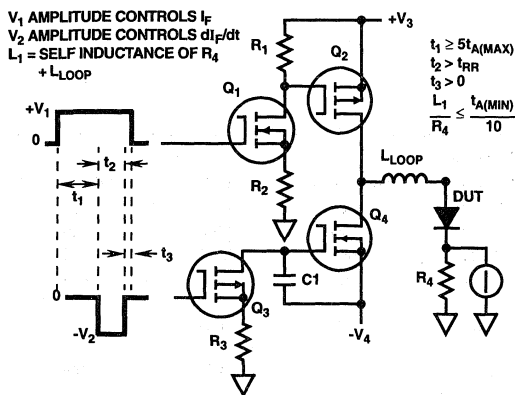 V1 AMPLITUDE CONTROLS IF
V2 AMPLITUDE CONTROLS dIF/dt
L1 = SELF INDUCTANCE OF R4
+ LLOOP
+V3
t1 ≥ 5tA(MAX)
t2 > tRR
t3 > 0
L1/R4 ≤ tA(MIN)/10
R1
Q2
Q1
+V1
0
t2
t1
t3
R2
LLOOP
DUT
Q4
R4
C1
0
-V2
Q3
R3
-V4